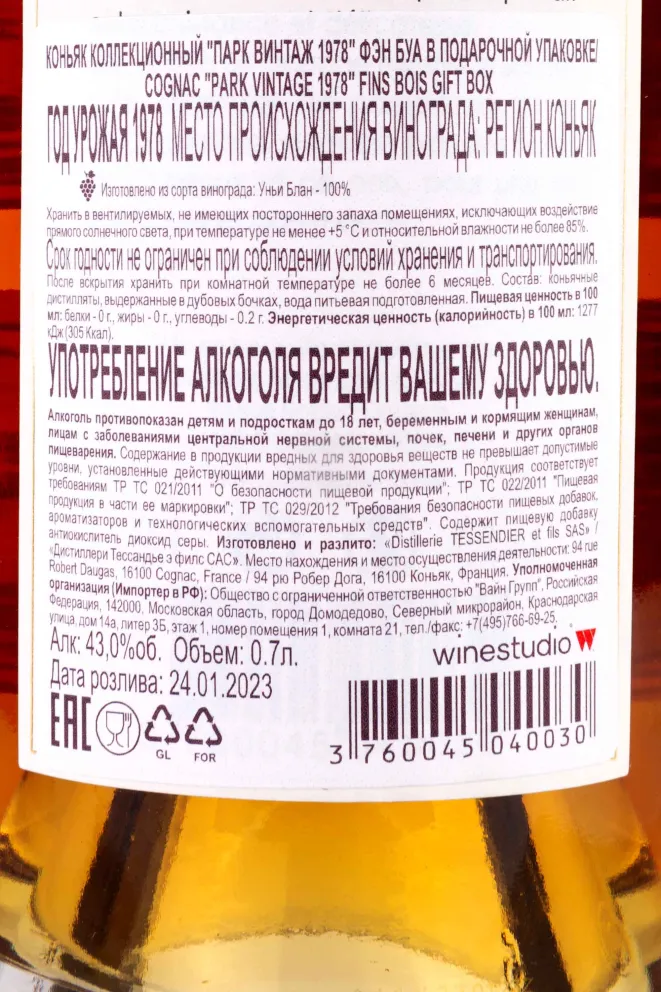 КОНЬЯК КОЛЛЕКЦИОННЫЙ "ПАРК ВИНТАЖ 1978" ФЭН БУА В ПОДАРОЧНОЙ УПАКОВКЕ/
COGNAC "PARK VINTAGE 1978" FINS BOIS GIFT BOX
ГОД УРОЖАЯ 1978 МЕСТО ПРОИСХОЖДЕНИЯ ВИНОГРАДА: РЕГИОН КОНЬЯК
Изготовлено из сорта винограда: Уньи Блан - 100%
Хранить в вентилируемых, не имеющих постороннего запаха помещениях, исключающих воздействие
прямого солнечного света, при температуре не менее +5 °С и относительной влажности не более 85%.
Срок годности не ограничен при соблюдении условий хранения и транспортирования.
После вскрытия хранить при комнатной температуре не более 6 месяцев. Состав: коньячные
дистилляты, выдержанные в дубовых бочках, вода питьевая подготовленная. Пищевая ценность в 100
мл: белки - 0 г., жиры - 0 г., углеводы - 0.2 г. Энергетическая ценность (калорийность) в 100 мл: 1277
кДж (305 Ккал).
УПОТРЕБЛЕНИЕ АЛКОГОЛЯ ВРЕДИТ ВАШЕМУ ЗДОРОВЬЮ.
Алкоголь противопоказан детям и подросткам до 18 лет, беременным и кормящим женщинам,
лицам с заболеваниями центральной нервной системы, почек, печени и других органов
пищеварения. Содержание в продукции вредных для здоровья веществ не превышает допустимые
уровни, установленные действующими нормативными документами. Продукция соответствует
требованиям ТР ТС 021/2011 "О безопасности пищевой продукции"; ТР ТС 022/2011 "Пищевая
продукция в части ее маркировки"; ТР ТС 029/2012 "Требования безопасности пищевых добавок,
ароматизаторов и технологических вспомогательных средств". Содержит пищевую добавку
антиокислитель диоксид серы. Изготовлено и разлито: «Distillerie TESSENDIER et fils SAS» /
«Дистиллери Тессандье э филс САС». Место нахождения и место осуществления деятельности: 94 rue
Robert Daugas, 16100 Cognac, France / 94 рю Робер Дога, 16100 Коньяк, Франция. Уполномоченная
организация (Импортер в РФ): Общество с ограниченной ответственностью "Вайн Групп", Российская
Федерация, 142000, Московская область, город Домодедово, Северный микрорайон, Краснодарская
улица, дом 14а, литер 3Б, этаж 1, номер помещения 1, комната 21, тел./факс: +7(495)766-69-25.
Алк: 43,0%об. Объем: 0.7л.
winestudio
Дата розлива: 24.01.2023
EAC
GL FOR
3 760045 040030